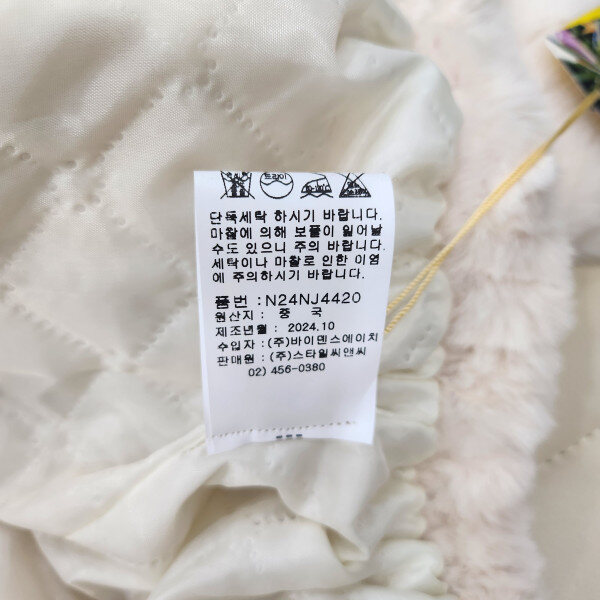 드라이
단독세탁 하시기 바랍니다.
마찰에 의해 보풀이 일어날
수도 있으니 주의 바랍니다.
세탁이나 마찰로 인한 이염
에 주의하시기 바랍니다.
품번 :N24NJ4420
원산지 : 중 국
제조년월 : 2024.10
수입자 : (주)바이덴스에이치
판매원 : (주)스타일씨앤씨
02) 456-0380